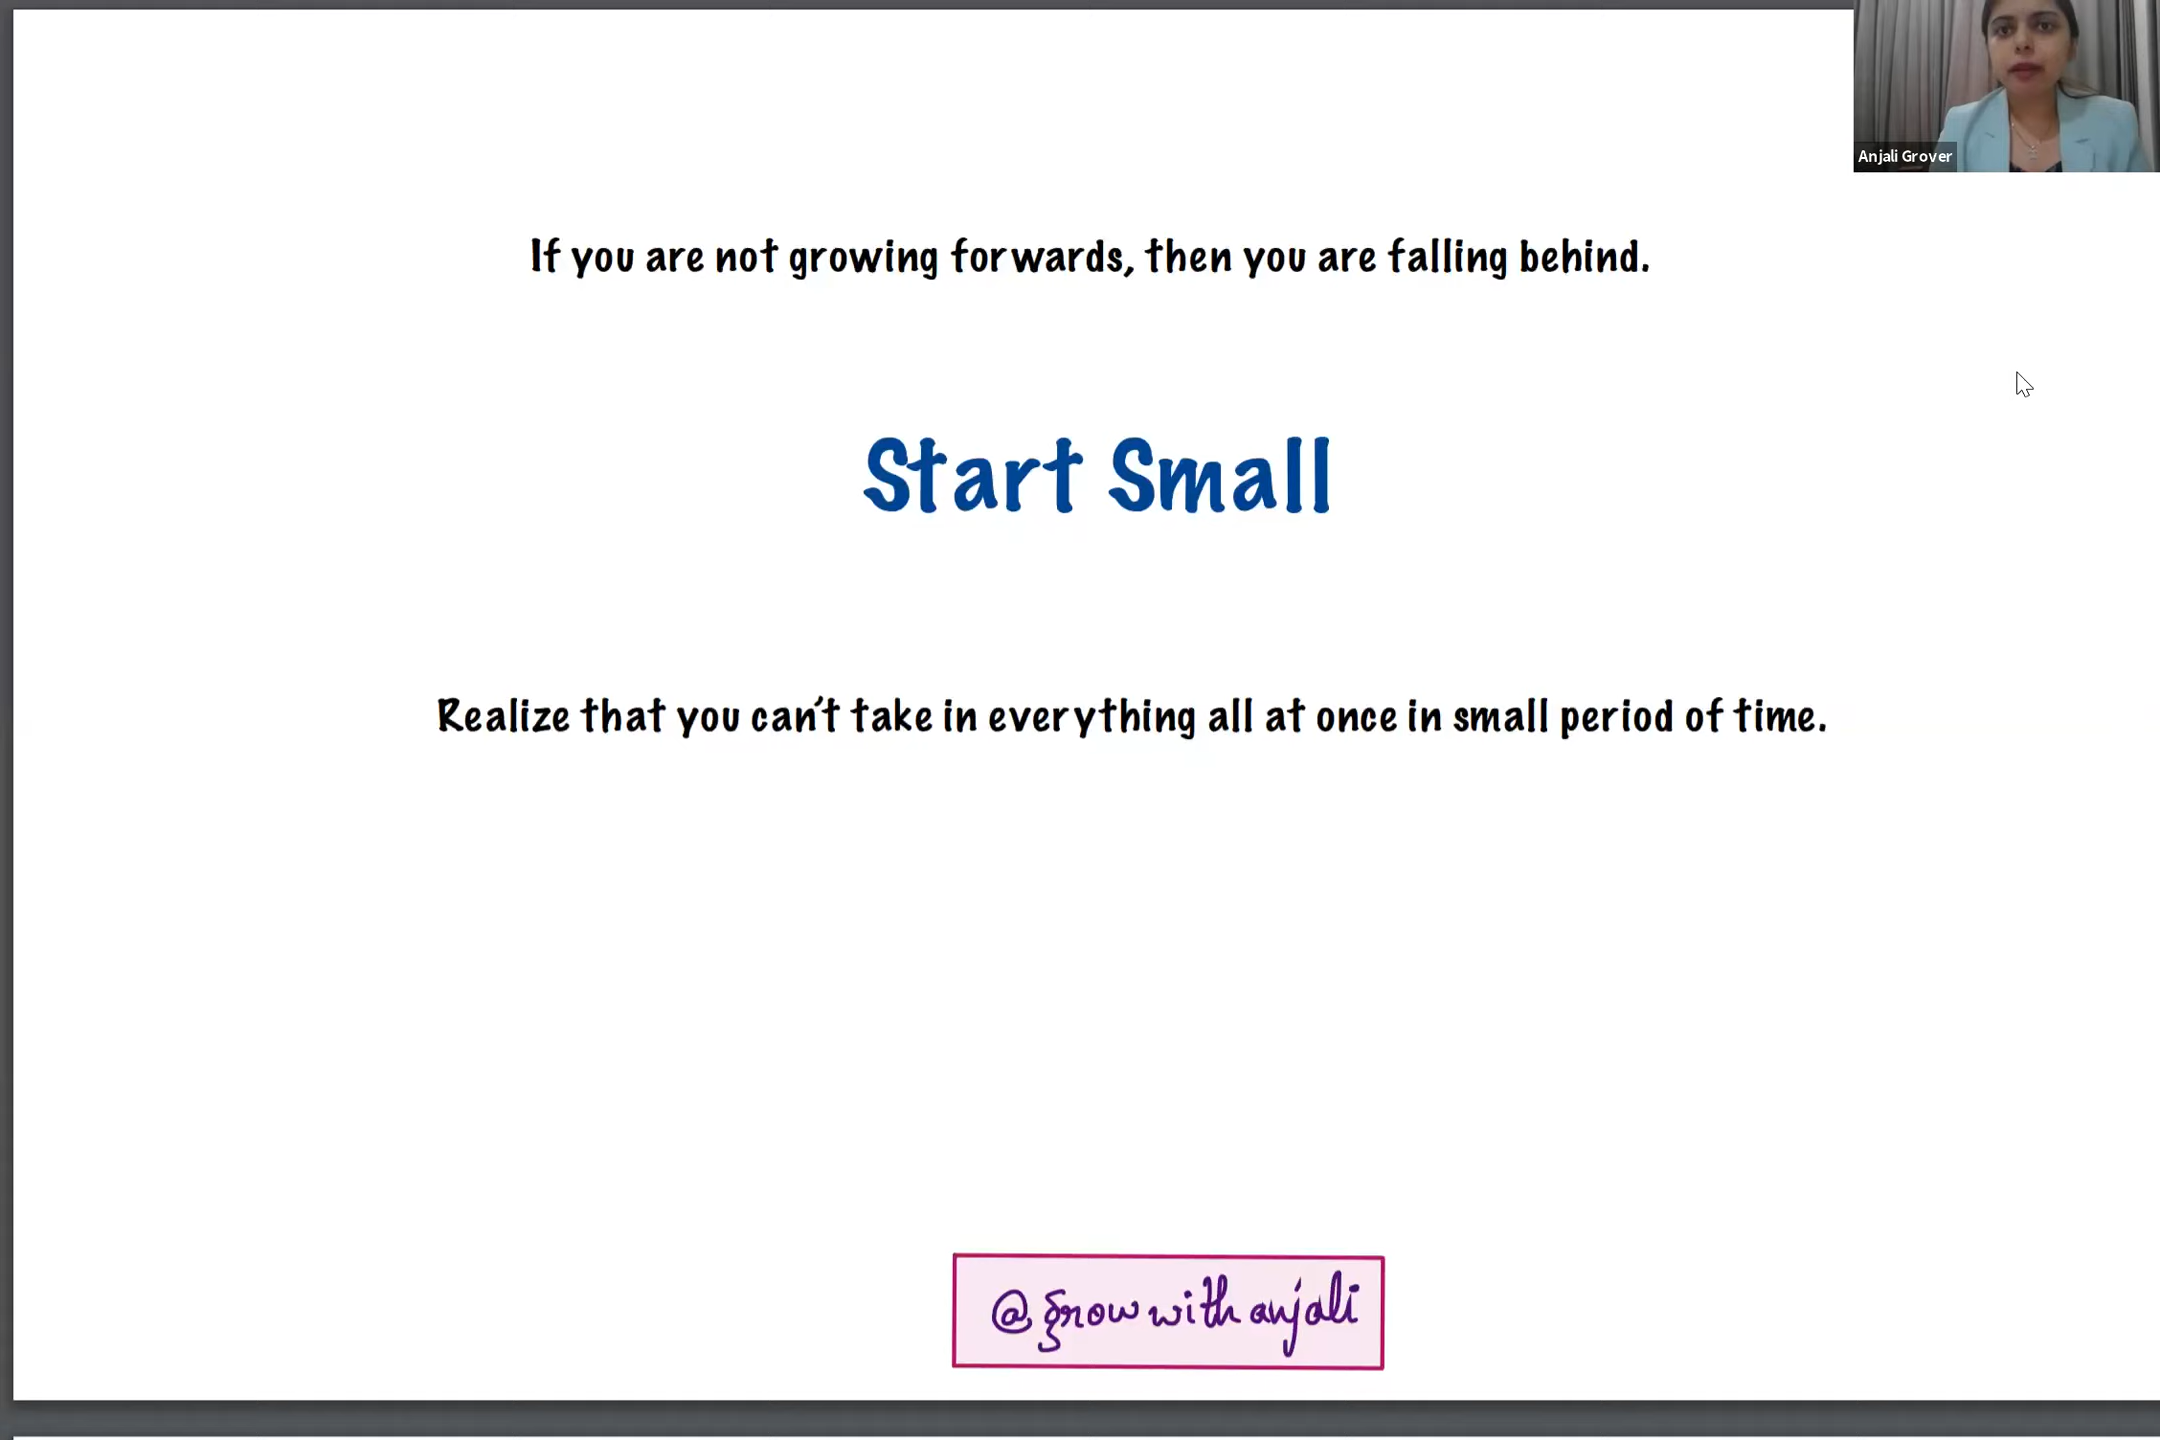 Anjali Grover
If you are not growing forwards, then you are falling behind.
Start Small
Realize that you can't take in everything all at once in small period of time.
@growwithanjali